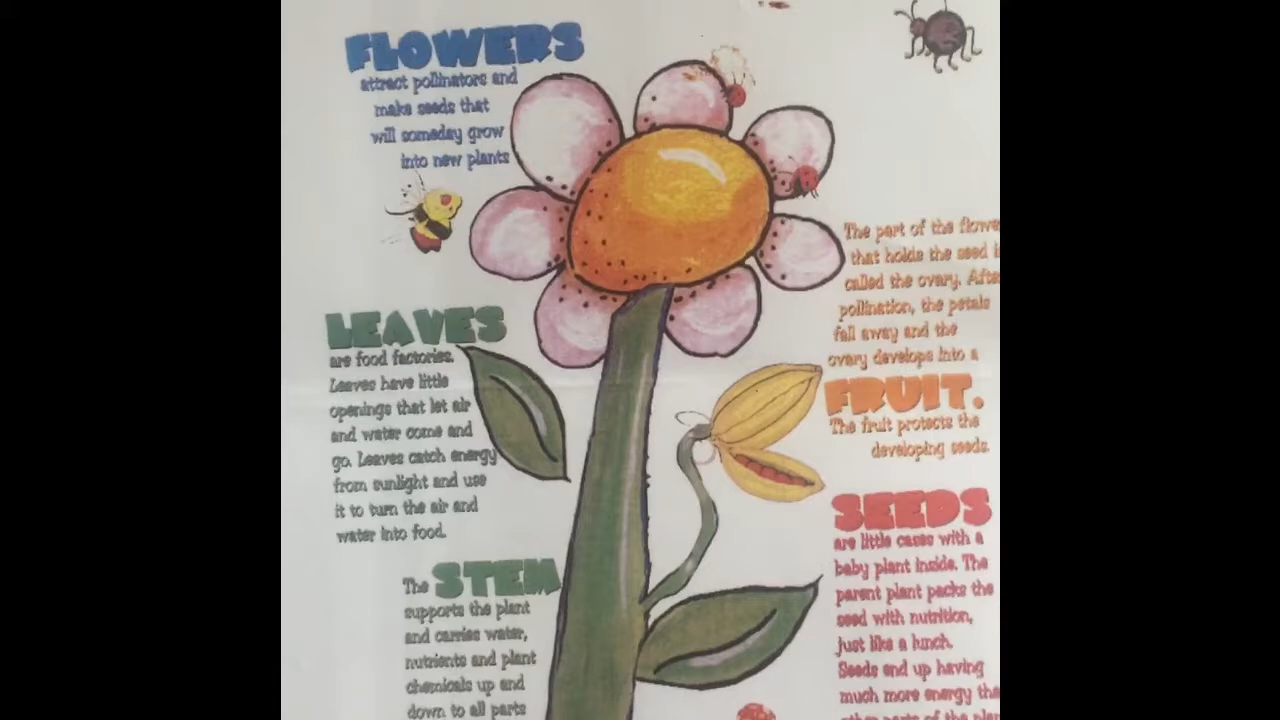 FLOWERS
attract pollinators and
make seeds that
will someday grow
into new plants
LEAVES
are food factories.
Leaves have little
openings that let air
and water come and
go. Leaves catch energy
from sunlight and use
it to turn the air and
water into food.
The STEM
supports the plant
and carries water,
nutrients and plant
chemicals up and
down to all parts
The part of the flowe
that holds the seed i
called the ovary. Afte
pollination, the petals
fall away and the
ovary develops into a
FRUIT.
The fruit protects the
developing seeds.
SEEDS
are little cases with a
baby plant inside. The
parent plant packs the
seed with nutrition,
just like a lunch.
Seeds end up having
much more energy tha
other parts of the plan